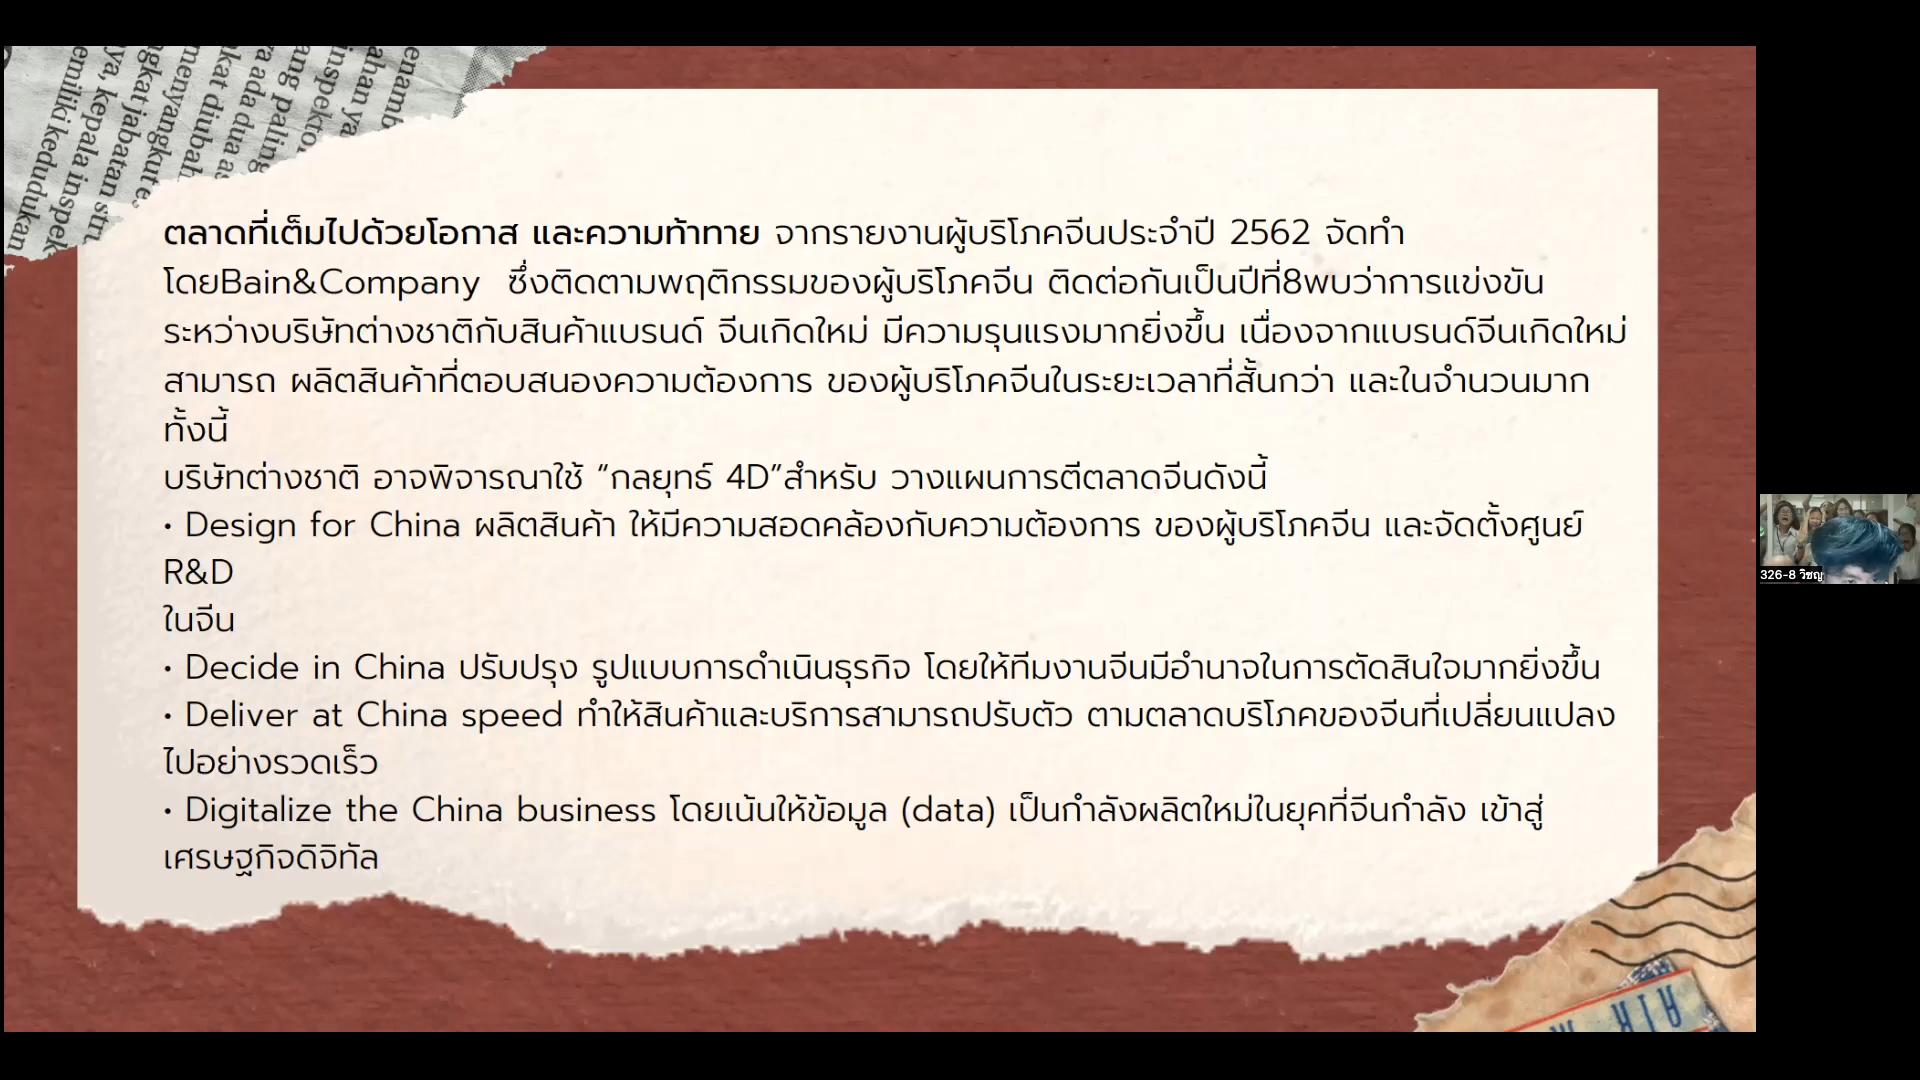 enamb
ahan ya
inspekto
ang paling
ya ada dua
kat diubah
menyangkut
ngkat jabatan str
ya, kepala inspek
emiliki kedudukan
ตลาดที่เต็มไปด้วยโอกาส และความท้าทาย จากรายงานผู้บริโภคจีนประจำปี 2562 จัดทำ
โดยBain&Company ซึ่งติดตามพฤติกรรมของผู้บริโภคจีน ติดต่อกันเป็นปีที่8พบว่าการแข่งขัน
ระหว่างบริษัทต่างชาติกับสินค้าแบรนด์ จีนเกิดใหม่ มีความรุนแรงมากยิ่งขึ้น เนื่องจากแบรนด์จีนเกิดใหม่
สามารถ ผลิตสินค้าที่ตอบสนองความต้องการ ของผู้บริโภคจีนในระยะเวลาที่สั้นกว่า และในจำนวนมาก
ทั้งนี้
บริษัทต่างชาติ อาจพิจารณาใช้ “กลยุทธ์ 4D”สำหรับ วางแผนการตีตลาดจีนดังนี้
• Design for China ผลิตสินค้า ให้มีความสอดคล้องกับความต้องการ ของผู้บริโภคจีน และจัดตั้งศูนย์
R&D
ในจีน
• Decide in China ปรับปรุง รูปแบบการดำเนินธุรกิจ โดยให้ทีมงานจีนมีอำนาจในการตัดสินใจมากยิ่งขึ้น
• Deliver at China speed ทำให้สินค้าและบริการสามารถปรับตัว ตามตลาดบริโภคของจีนที่เปลี่ยนแปลง
ไปอย่างรวดเร็ว
• Digitalize the China business โดยเน้นให้ข้อมูล (data) เป็นกำลังผลิตใหม่ในยุคที่จีนกำลัง เข้าสู่
เศรษฐกิจดิจิทัล
326-8 วิชญ
AIR